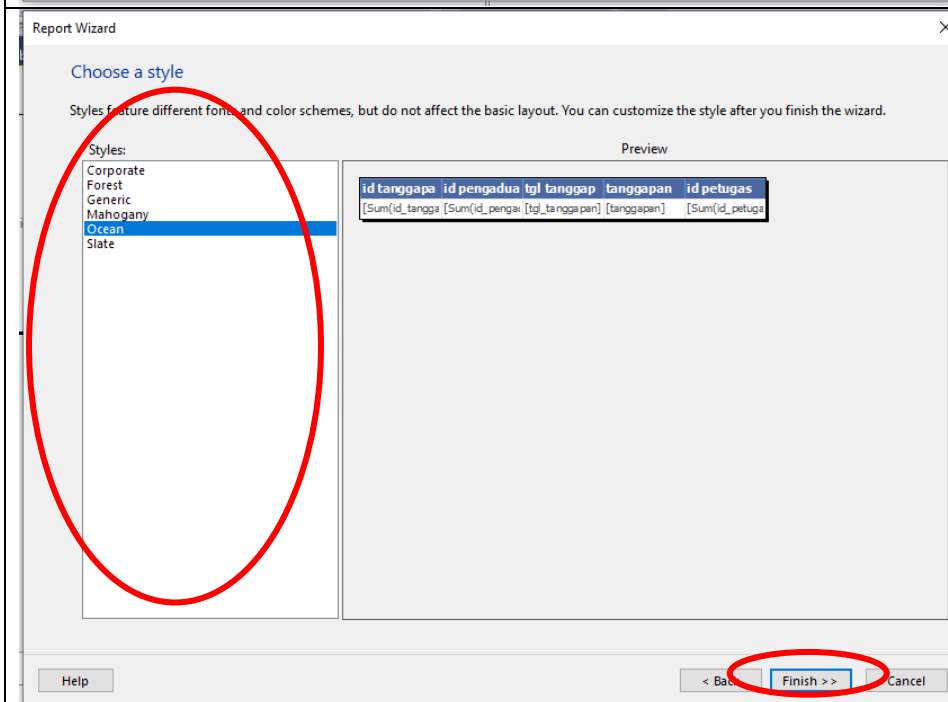 Report Wizard
Choose a style
Styles feature different fonts and color schemes, but do not affect the basic layout. You can customize the style after you finish the wizard.
Styles:
Preview
Corporate
Forest
Generic
Mahogany
Ocean
Slate
id tanggapa id pengadua tgl tanggap tanggapan id petugas
[Sum(id_tangga [Sum(id_pengad [tgl_tanggapan] [tanggapan] [Sum(id_petuga
Help
< Back
Finish >>
Cancel